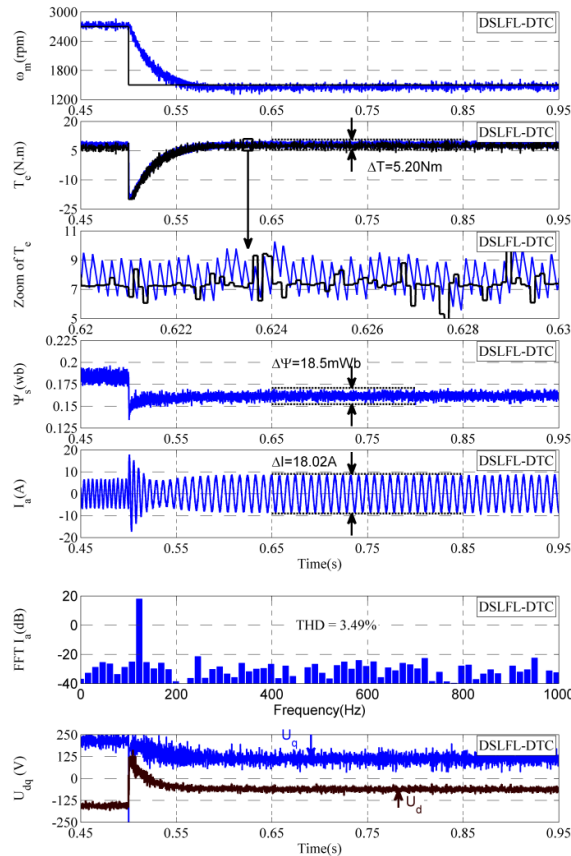 ω_m (rpm)
3000
2400
1800
1200
DSLFL-DTC
0.45 0.55 0.65 0.75 0.85 0.95
T_e(N.m)
20
5
-10
-25
DSLFL-DTC
ΔT=5.20Nm
0.45 0.55 0.65 0.75 0.85 0.95
Zoom of T_e
11
9
7
5
DSLFL-DTC
0.62 0.622 0.624 0.626 0.628 0.63
Ψ_s (wb)
0.225
0.2
0.175
0.15
0.125
ΔΨ=18.5mWb
DSLFL-DTC
0.45 0.55 0.65 0.75 0.85 0.95
I_a(A)
20
10
0
-10
-20
ΔI=18.02A
DSLFL-DTC
0.45 0.55 0.65 0.75 0.85 0.95
Time(s)
FFT I_a(dB)
20
0
-20
-40
THD = 3.49%
DSLFL-DTC
0 200 400 600 800 1000
Frequency(Hz)
U_dq (V)
250
125
0
-125
-250
U_q
DSLFL-DTC
U_d
0.45 0.55 0.65 0.75 0.85 0.95
Time(s)